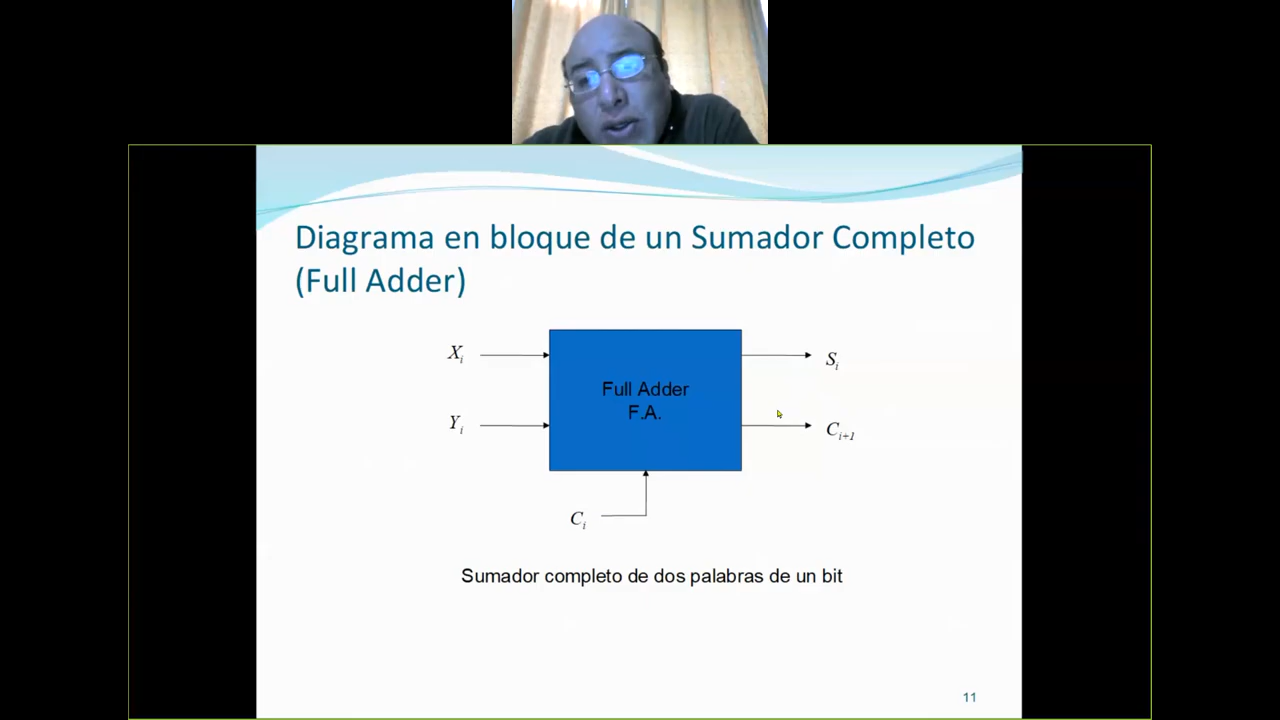 Diagrama en bloque de un Sumador Completo
(Full Adder)
Xi
Si
Full Adder
F.A.
Yi
Ci+1
Ci
Sumador completo de dos palabras de un bit
11